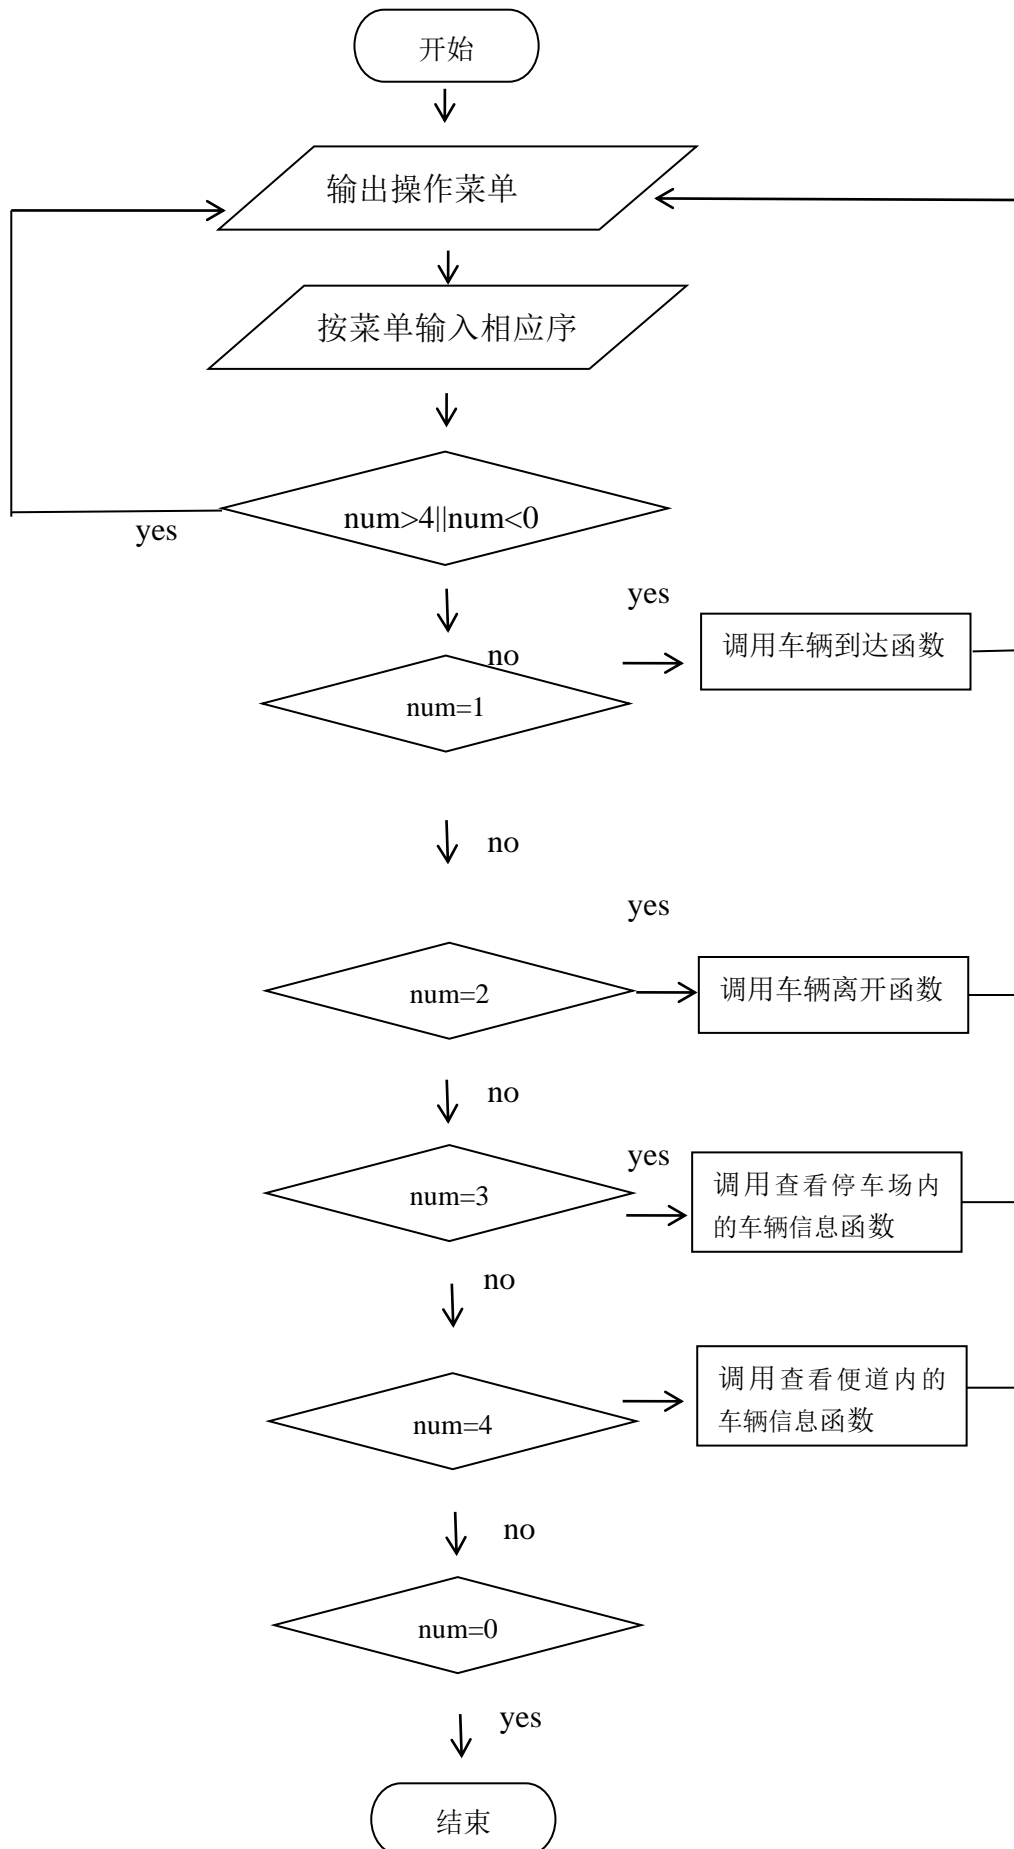 开始
输出操作菜单
按菜单输入相应序
num>4||num<0
yes
yes
调用车辆到达函数
no
num=1
no
yes
num=2
调用车辆离开函数
no
yes
num=3
调用查看停车场内
的车辆信息函数
no
num=4
调用查看便道内的
车辆信息函数
no
num=0
yes
结束